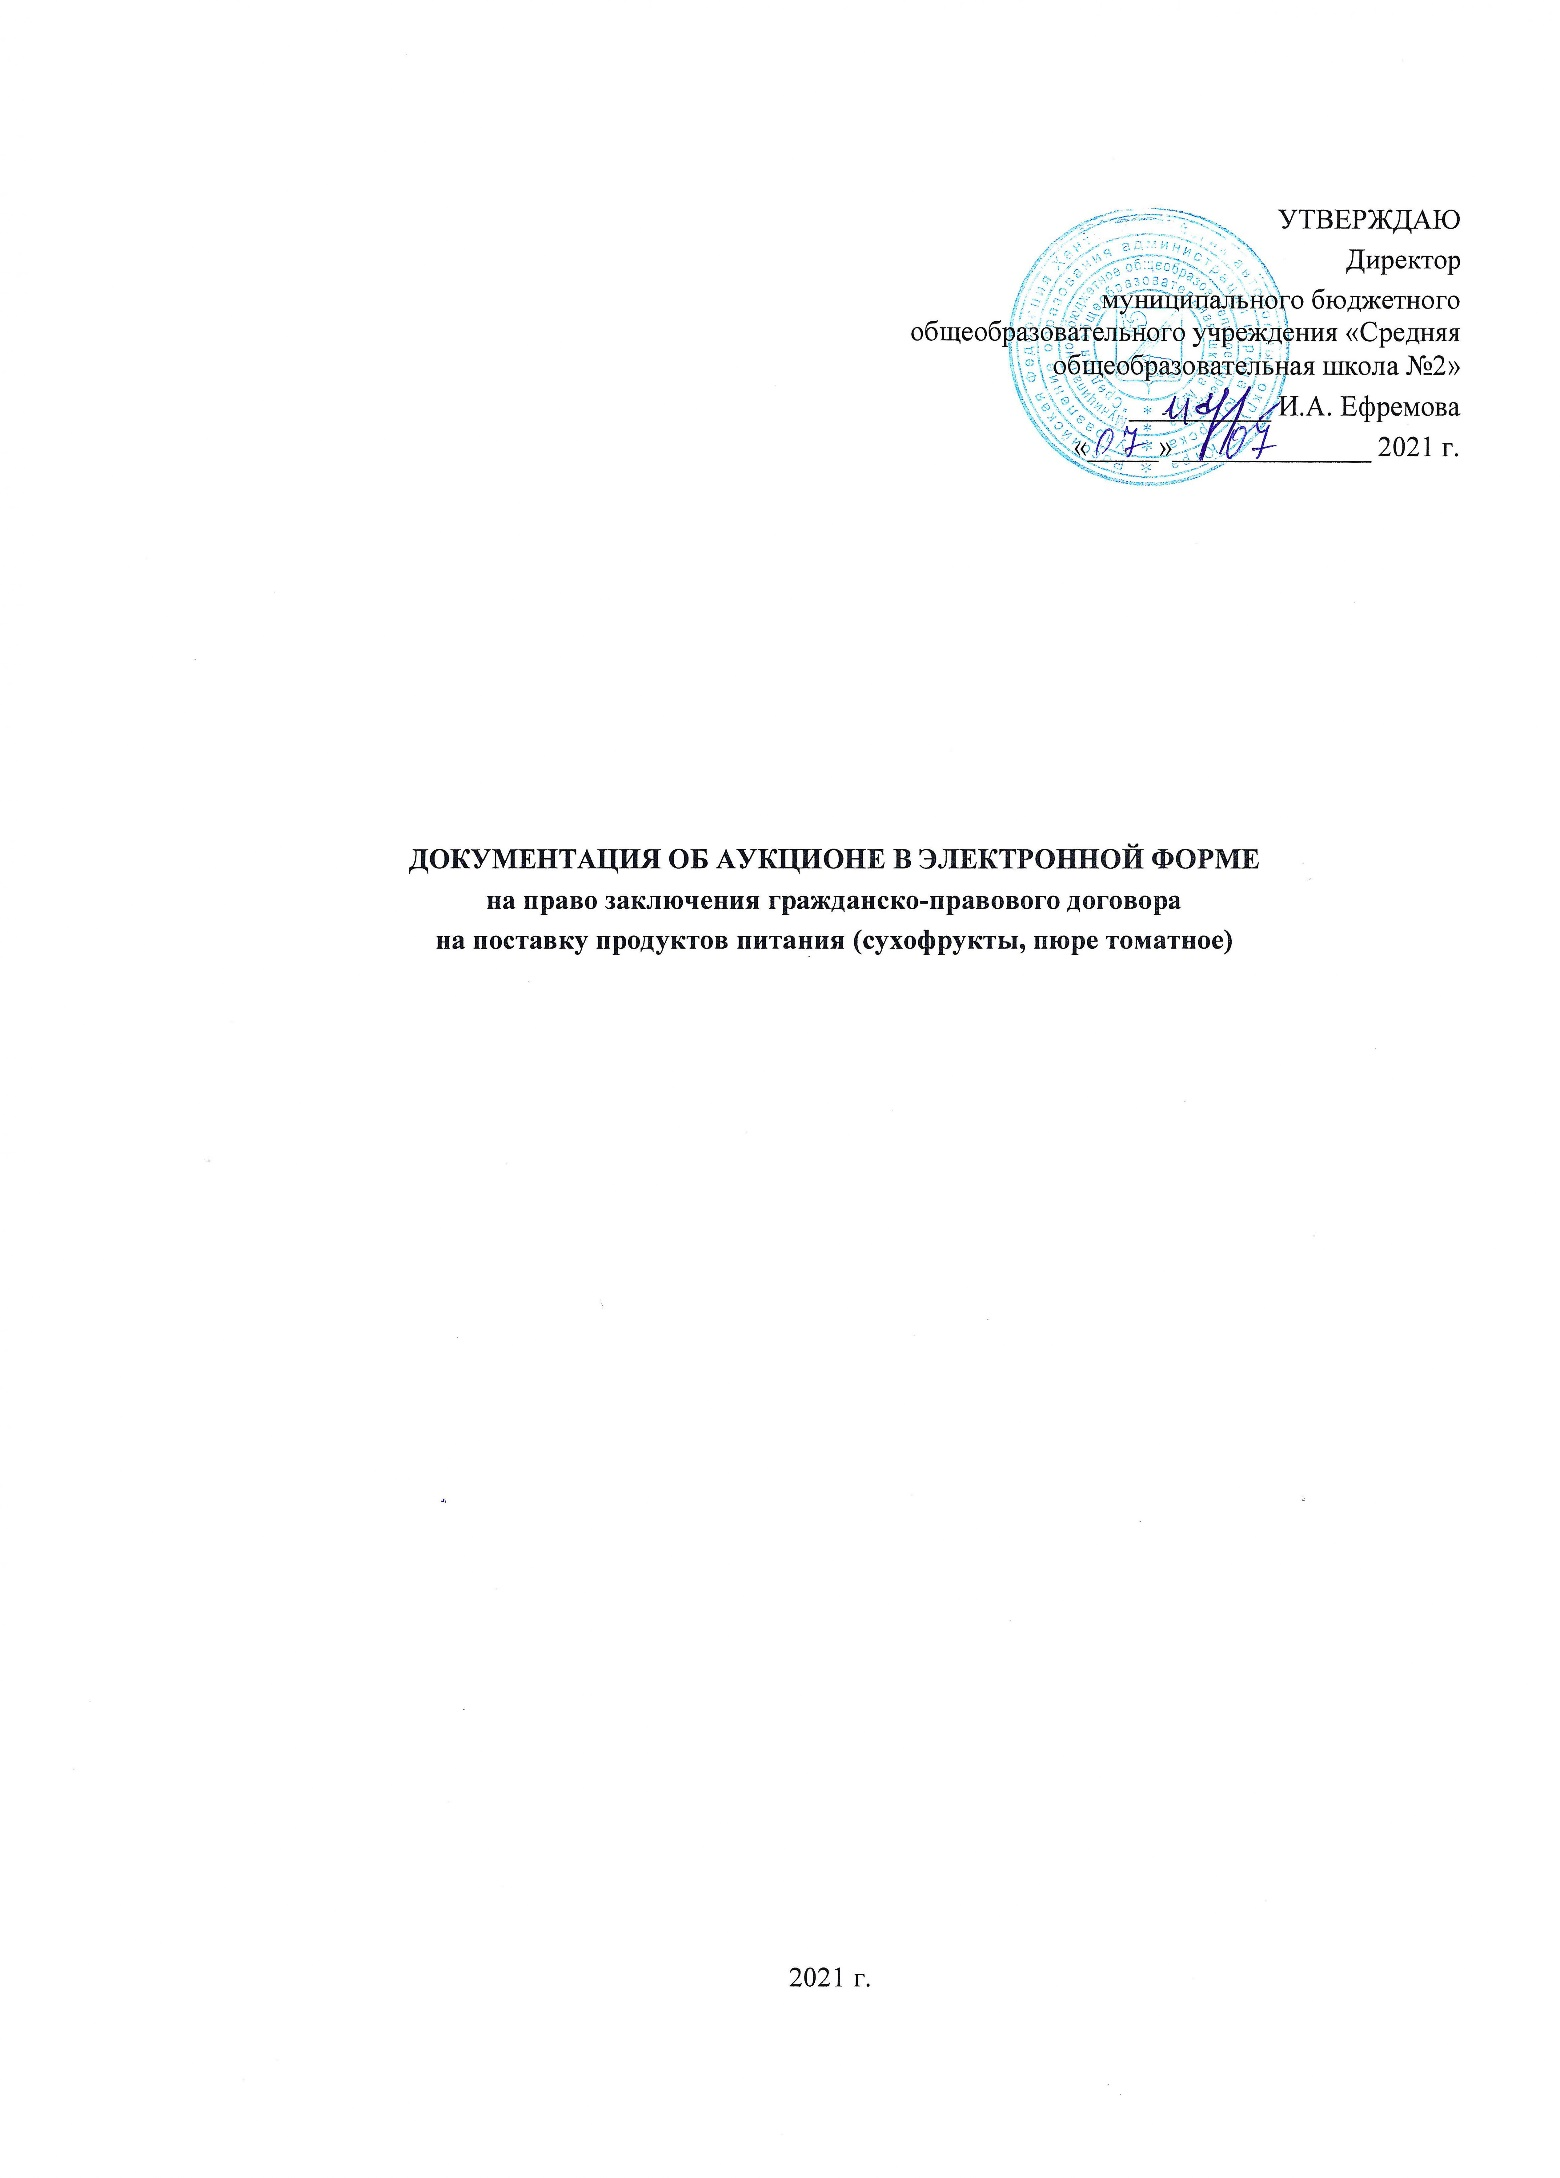 УТВЕРЖДАЮ
Директор
муниципального бюджетного
общеобразовательного учреждения «Средняя
общеобразовательная школа №2»
__________ И.А. Ефремова
«07» 07 2021 г.
ДОКУМЕНТАЦИЯ ОБ АУКЦИОНЕ В ЭЛЕКТРОННОЙ ФОРМЕ
на право заключения гражданско-правового договора
на поставку продуктов питания (сухофрукты, пюре томатное)
2021 г.